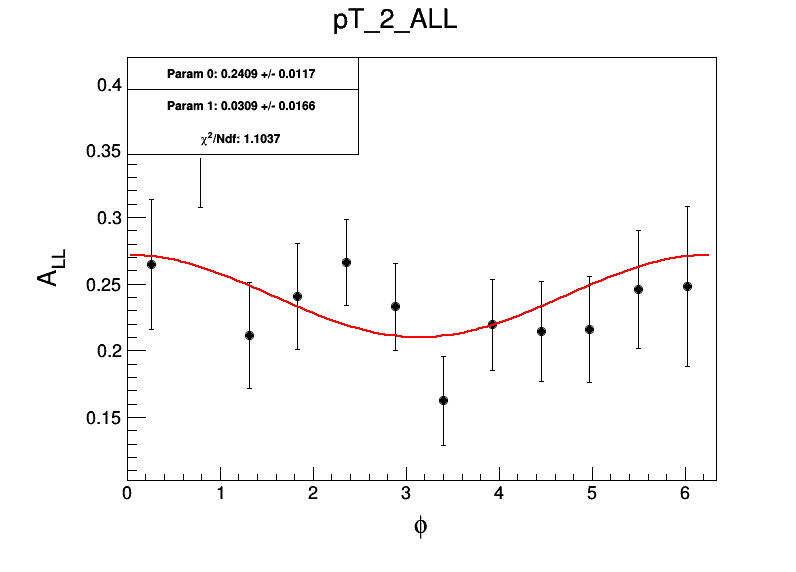 pT_2_ALL
Param 0: 0.2409 +/- 0.0117
Param 1: 0.0309 +/- 0.0166
χ²/Ndf: 1.1037
0.4
0.35
0.3
0.25
0.2
0.15
A_LL
0 1 2 3 4 5 6
ϕ